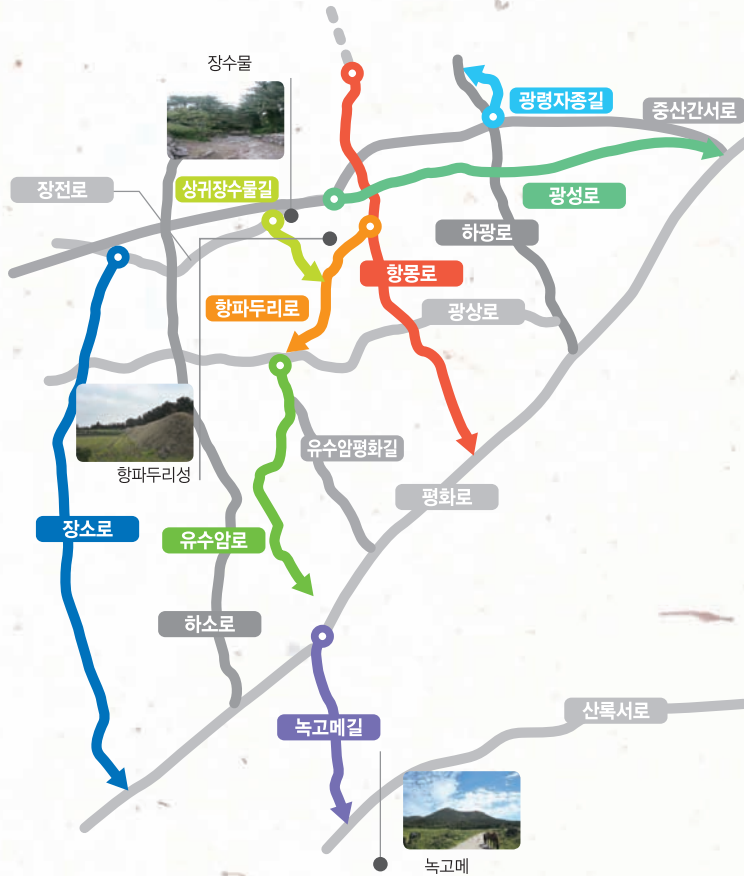 장수물
광령자종길
중산간서로
장전로
상귀장수물길
광성로
하광로
항몽로
항파두리로
광상로
유수암평화길
항파두리성
평화로
장소로
유수암로
하소로
산록서로
녹고메길
녹고메